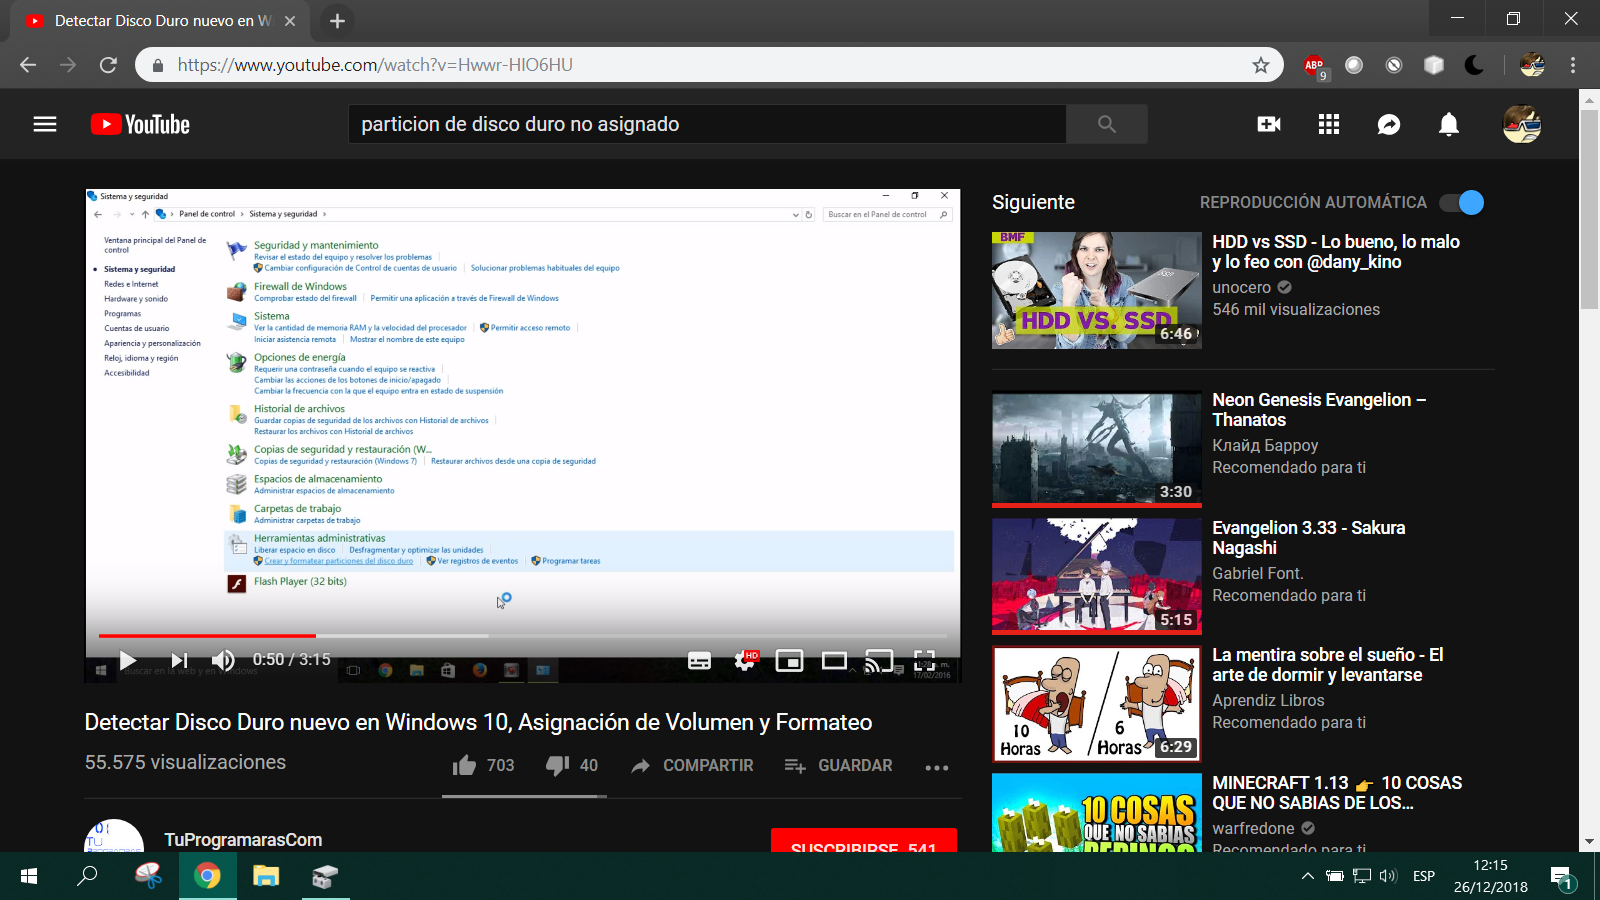 Detectar Disco Duro nuevo en W
https://www.youtube.com/watch?v=Hwwr-HIO6HU
ABP
9
YouTube
particion de disco duro no asignado
Sistema y seguridad
Panel de control > Sistema y seguridad >
Buscar en el Panel de control
Ventana principal del Panel de
control
Sistema y seguridad
Redes e Internet
Hardware y sonido
Programas
Cuentas de usuario
Apariencia y personalización
Reloj, idioma y región
Accesibilidad
Seguridad y mantenimiento
Revisar el estado del equipo y resolver los problemas
Cambiar configuración de Control de cuentas de usuario
Solucionar problemas habituales del equipo
Firewall de Windows
Comprobar estado del firewall
Permitir una aplicación a través de Firewall de Windows
Sistema
Ver la cantidad de memoria RAM y la velocidad del procesador
Permitir acceso remoto
Iniciar asistencia remota
Mostrar el nombre de este equipo
Opciones de energía
Requerir una contraseña cuando el equipo se reactiva
Cambiar las acciones de los botones de inicio/apagado
Cambiar la frecuencia con la que el equipo entra en estado de suspensión
Historial de archivos
Guardar copias de seguridad de los archivos con Historial de archivos
Restaurar los archivos con Historial de archivos
Copias de seguridad y restauración (W...
Copias de seguridad y restauración (Windows 7)
Restaurar archivos desde una copia de seguridad
Espacios de almacenamiento
Administrar espacios de almacenamiento
Carpetas de trabajo
Administrar carpetas de trabajo
Herramientas administrativas
Liberar espacio en disco
Desfragmentar y optimizar las unidades
Crear y formatear particiones del disco duro
Ver registros de eventos
Programar tareas
Flash Player (32 bits)
0:50 / 3:15
HD
Buscar en la web y en Windows
17/02/2016
Detectar Disco Duro nuevo en Windows 10, Asignación de Volumen y Formateo
55.575 visualizaciones
703
40
COMPARTIR
GUARDAR
TuProgramarasCom
SUSCRIBIRSE 541
Siguiente
REPRODUCCIÓN AUTOMÁTICA
BMF
HDD VS. SSD
6:46
HDD vs SSD - Lo bueno, lo malo
y lo feo con @dany_kino
unocero
546 mil visualizaciones
3:30
Neon Genesis Evangelion –
Thanatos
Клайд Барроу
Recomendado para ti
5:15
Evangelion 3.33 - Sakura
Nagashi
Gabriel Font.
Recomendado para ti
10
Horas
6
Horas
6:29
La mentira sobre el sueño - El
arte de dormir y levantarse
Aprendiz Libros
Recomendado para ti
10 COSAS
QUE NO SABIAS
MINECRAFT 1.13 👉 10 COSAS
QUE NO SABIAS DE LOS...
warfredone
Recomendado para ti
ESP
12:15
26/12/2018
1